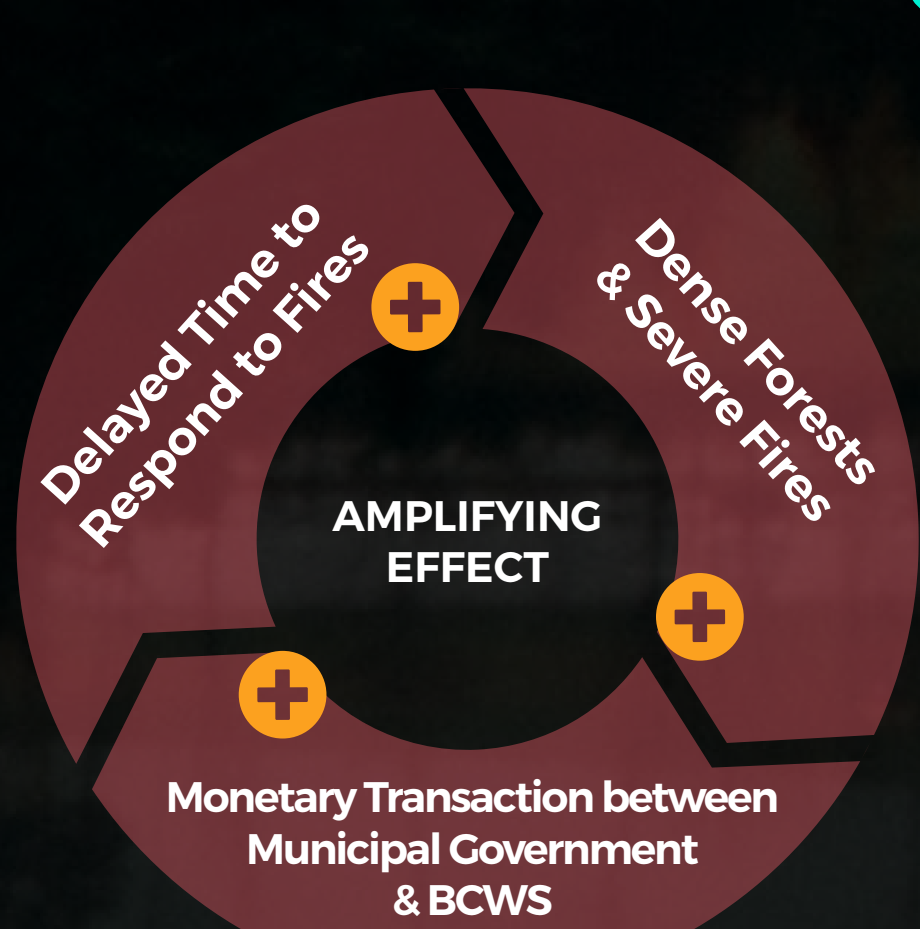 Delayed Time to
Respond to Fires
Dense Forests
& Severe Fires
AMPLIFYING
EFFECT
Monetary Transaction between
Municipal Government
& BCWS